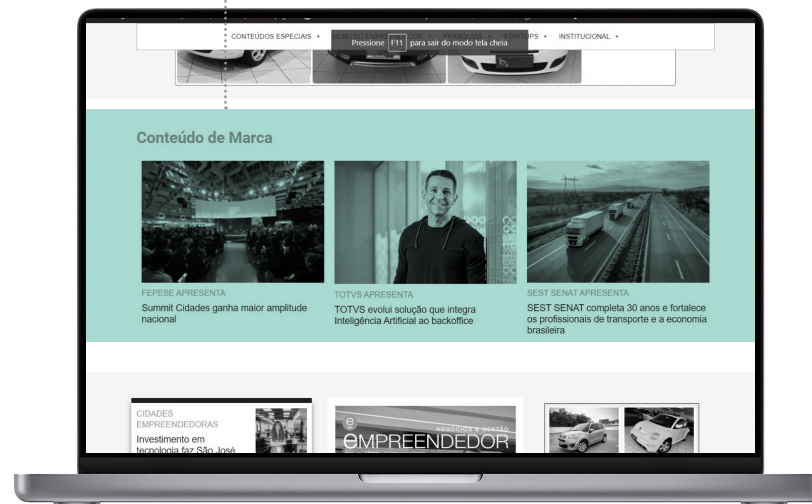 CONTEÚDOS ESPECIAIS
Pressione F11 para sair do modo tela cheia
INSTITUCIONAL
Conteúdo de Marca
FEPESE APRESENTA
Summit Cidades ganha maior amplitude
nacional
TOTVS APRESENTA
TOTVS evolui solução que integra
Inteligência Artificial ao backoffice
SEST SENAT APRESENTA
SEST SENAT completa 30 anos e fortalece
os profissionais de transporte e a economia
brasileira
CIDADES
EMPREENDEDORAS
Investimento em
tecnologia faz São José
NEGÓCIOS & GESTÃO
EMPREENDEDOR